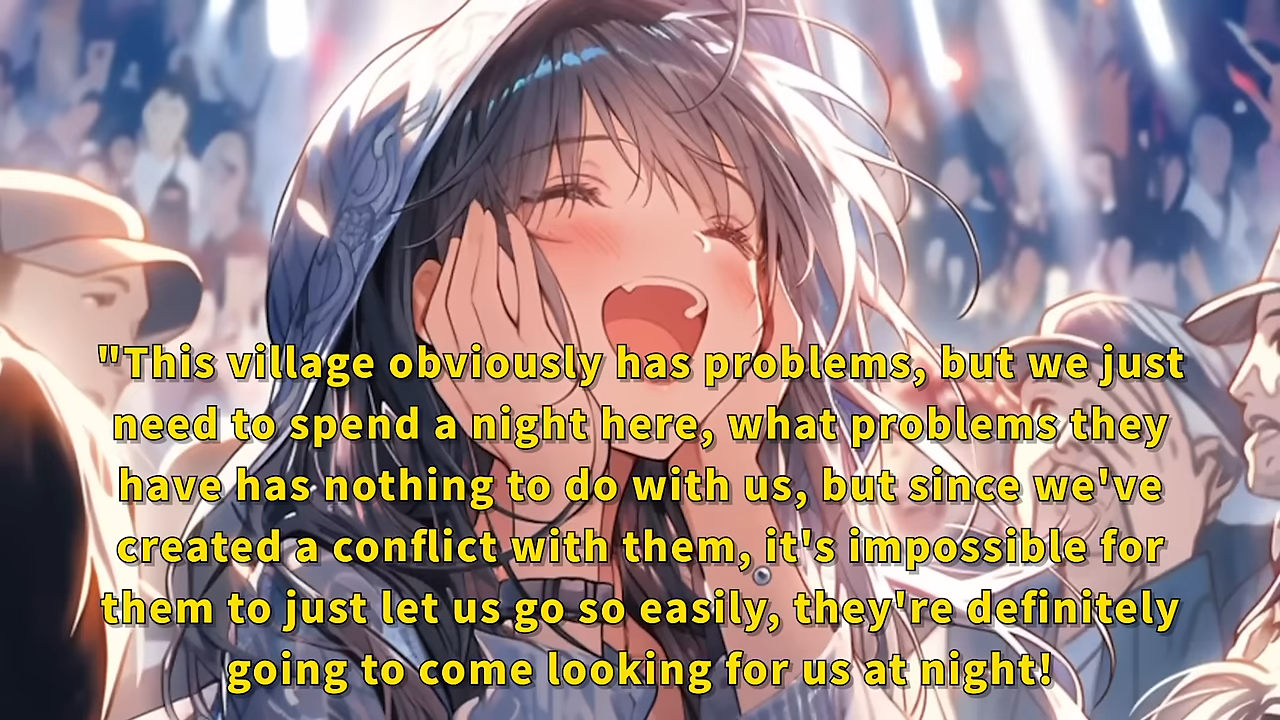 "This village obviously has problems, but we just
need to spend a night here, what problems they
have has nothing to do with us, but since we've
created a conflict with them, it's impossible for
them to just let us go so easily, they're definitely
going to come looking for us at night!